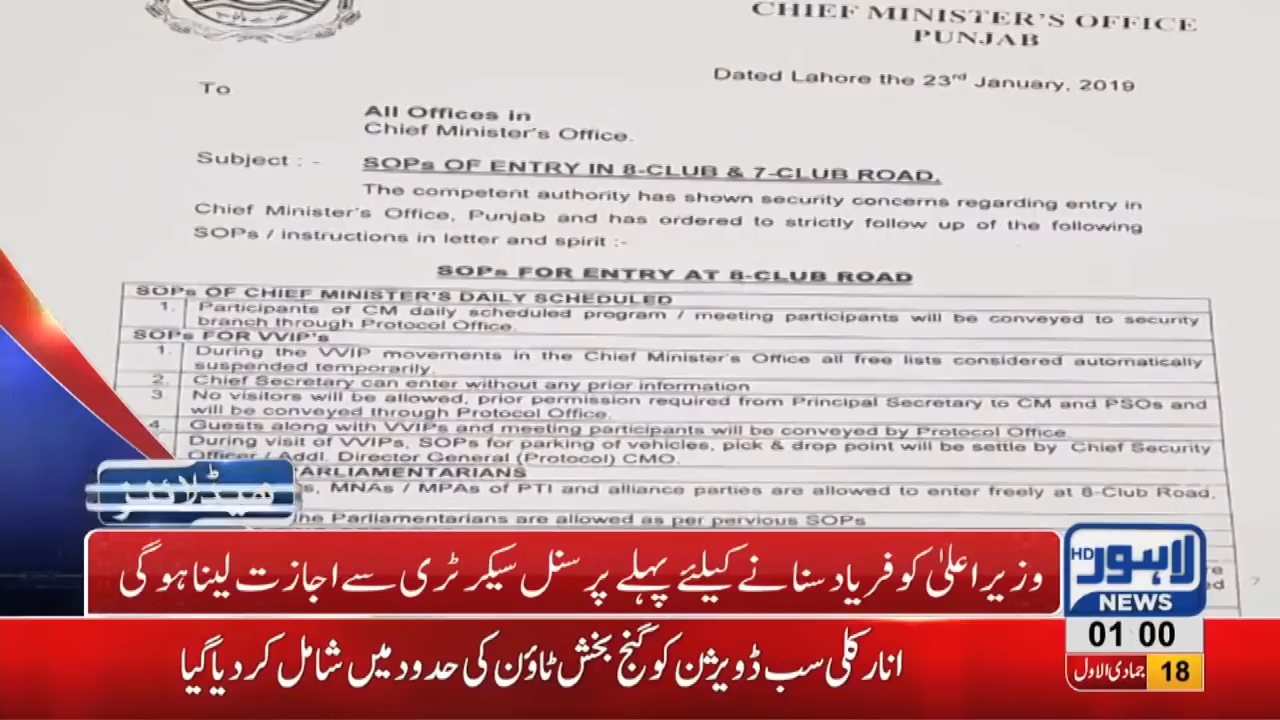 CHIEF MINISTER'S OFFICE
PUNJAB
Dated Lahore the 23rd January, 2019
To
All Offices in
Chief Minister's Office.
Subject : - SOPs OF ENTRY IN 8-CLUB & 7-CLUB ROAD.
The competent authority has shown security concerns regarding entry in
Chief Minister's Office, Punjab and has ordered to strictly follow up of the following
SOPs / instructions in letter and spirit :-
SOPs FOR ENTRY AT 8-CLUB ROAD
SOPs OF CHIEF MINISTER'S DAILY SCHEDULED
1. Participants of CM daily scheduled program / meeting participants will be conveyed to security
branch through Protocol Office.
SOPs FOR VVIP's
1. During the VVIP movements in the Chief Minister's Office all free lists considered automatically
suspended temporarily.
2. Chief Secretary can enter without any prior information
3 No visitors will be allowed, prior permission required from Principal Secretary to CM and PSOs and
will be conveyed through Protocol Office.
4. Guests along with VVIPs and meeting participants will be conveyed by Protocol Office.
During visit of VVIPs, SOPs for parking of vehicles, pick & drop point will be settle by Chief Security
Officer / Addl. Director General (Protocol) CMO.
PARLIAMENTARIANS
MNAs / MPAs of PTI and alliance parties are allowed to enter freely at 8-Club Road.
the Parliamentarians are allowed as per pervious SOPs
ہیڈلائنز
وزیراعلیٰ کو فریاد سنانے کیلئے پہلے پرسنل سیکرٹری سے اجازت لینا ہوگی
HD لاہور
NEWS
01 00
انارکلی سب ڈویژن کو گنج بخش ٹاؤن کی حدود میں شامل کر دیا گیا
18 جمادی الاول